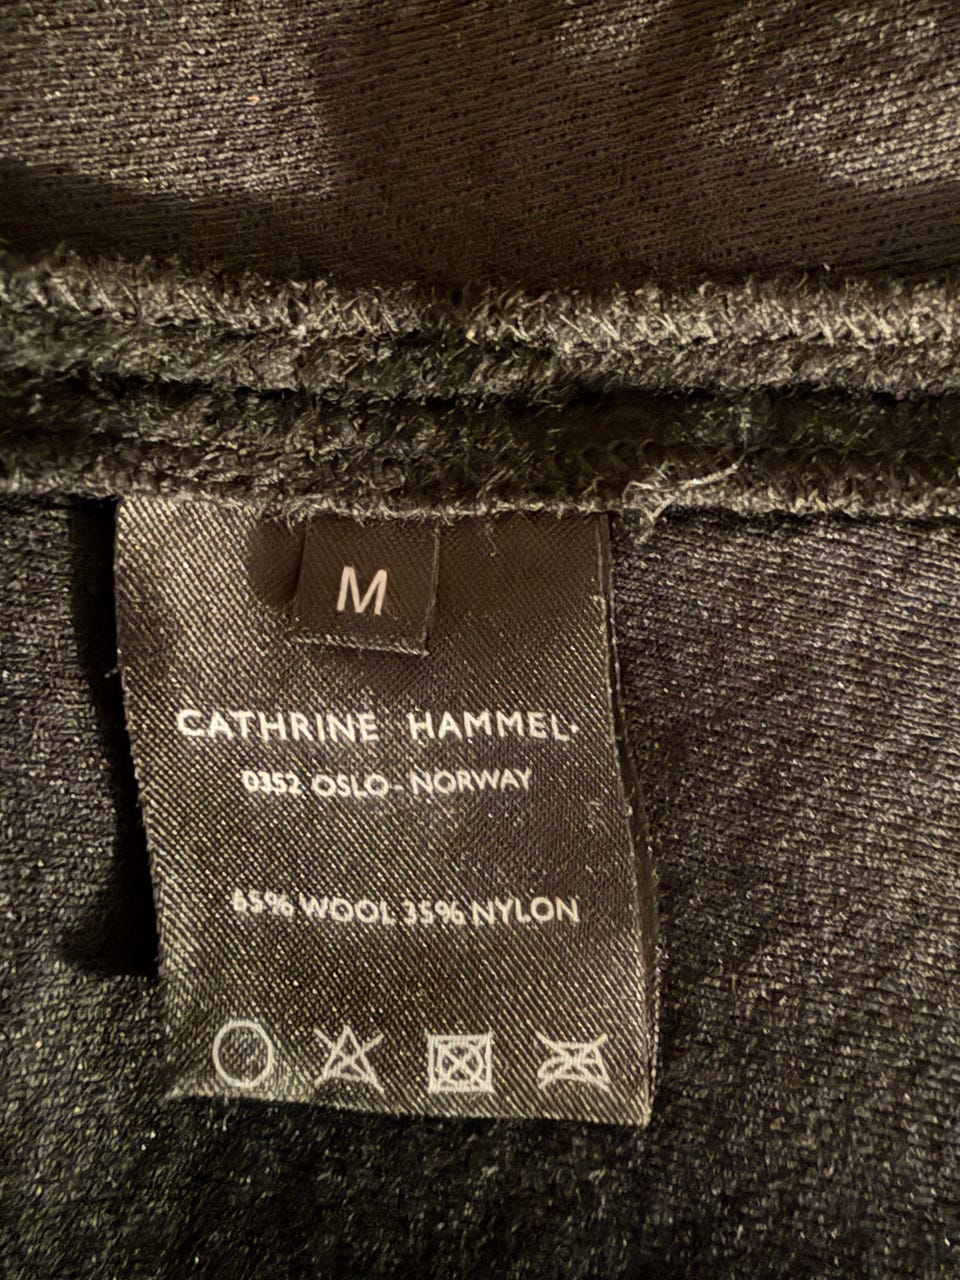 M
CATHRINE HAMMEL·
0352 OSLO - NORWAY
65% WOOL 35% NYLON